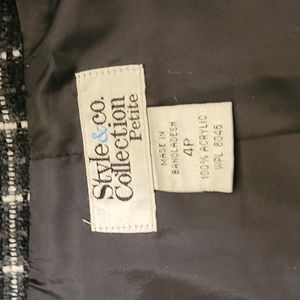 Style&co.
Collection
Petite
MADE IN
BANGLADESH
4P
100% ACRYLIC
WPL 8046